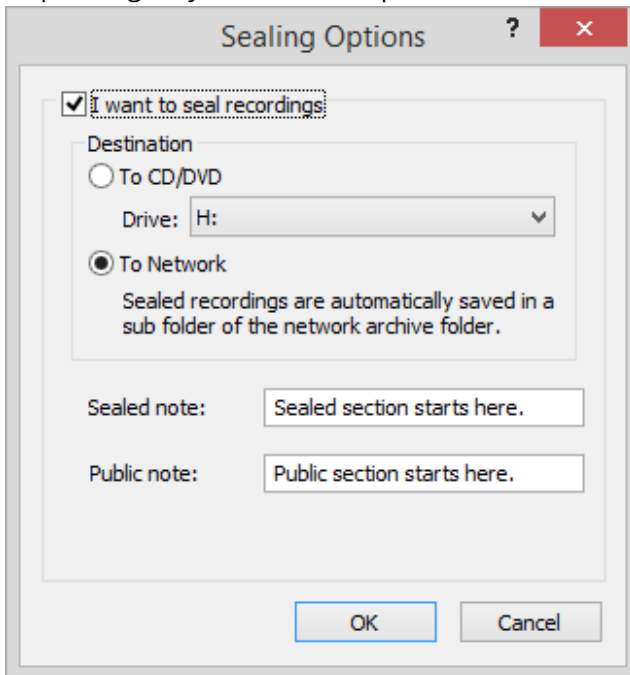 Sealing Options ?
I want to seal recordings
Destination
To CD/DVD
Drive: H:
To Network
Sealed recordings are automatically saved in a
sub folder of the network archive folder.
Sealed note: Sealed section starts here.
Public note: Public section starts here.
OK Cancel